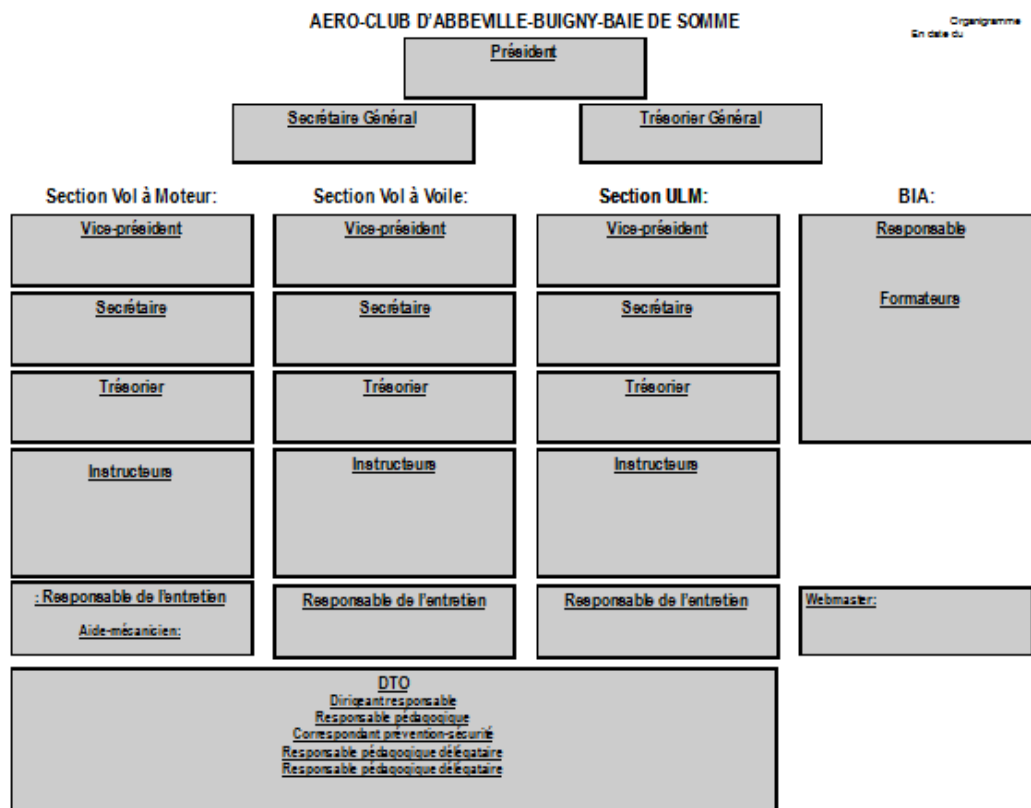 AERO-CLUB D'ABBEVILLE-BUIGNY-BAIE DE SOMME
Organigramme
En date du
Président
Secrétaire Général
Trésorier Général
Section Vol à Moteur:
Section Vol à Voile:
Section ULM:
BIA:
Vice-président
Vice-président
Vice-président
Responsable
Formateurs
Secrétaire
Secrétaire
Secrétaire
Trésorier
Trésorier
Trésorier
Instructeurs
Instructeurs
Instructeurs
: Responsable de l'entretien
Aide-mécanicien:
Responsable de l'entretien
Responsable de l'entretien
Webmaster:
DTO
Dirigeant responsable
Responsable pédagogique
Correspondant prévention-sécurité
Responsable pédagogique délégataire
Responsable pédagogique délégataire